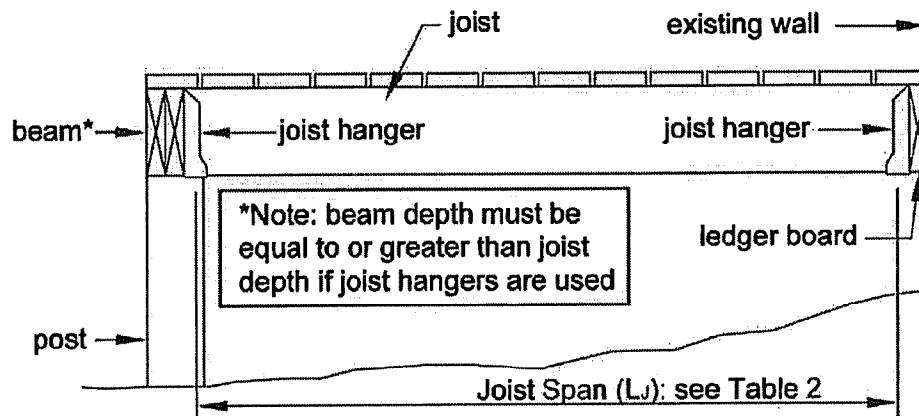 joist
existing wall
beam*
joist hanger
joist hanger
*Note: beam depth must be
equal to or greater than joist
depth if joist hangers are used
ledger board
post
Joist Span (LJ): see Table 2